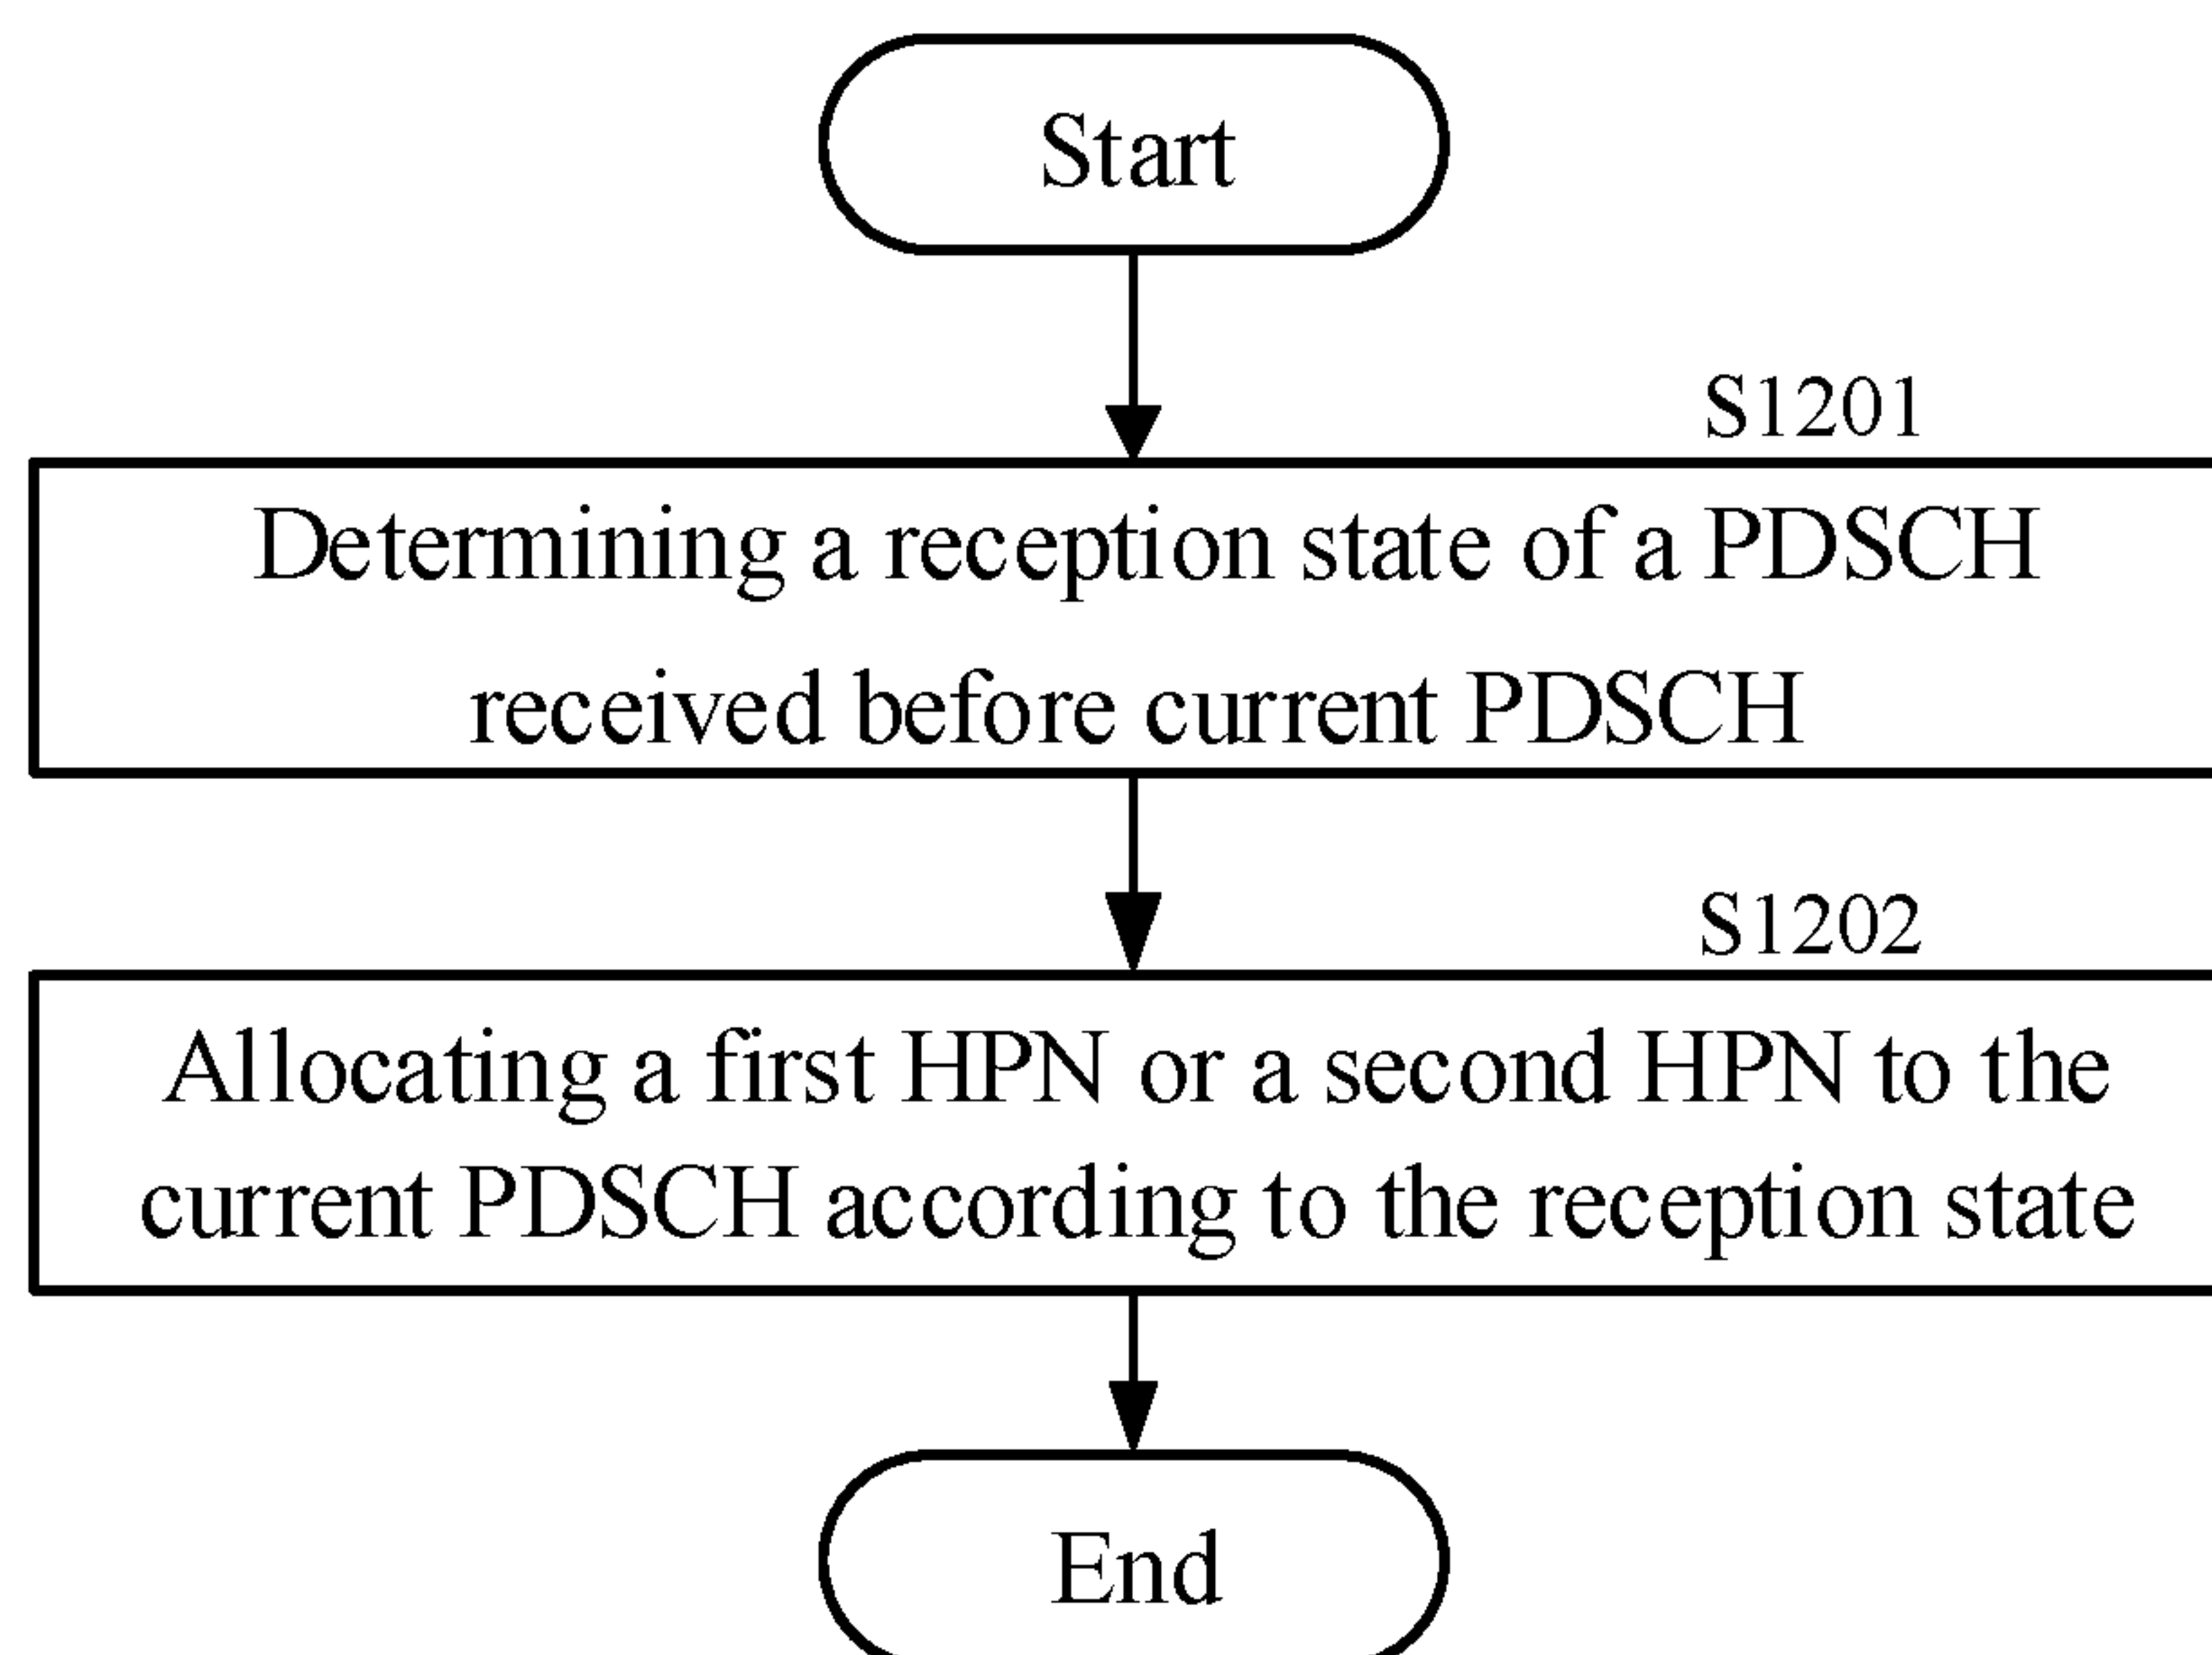 Start
S1201
Determining a reception state of a PDSCH
received before current PDSCH
S1202
Allocating a first HPN or a second HPN to the
current PDSCH according to the reception state
End